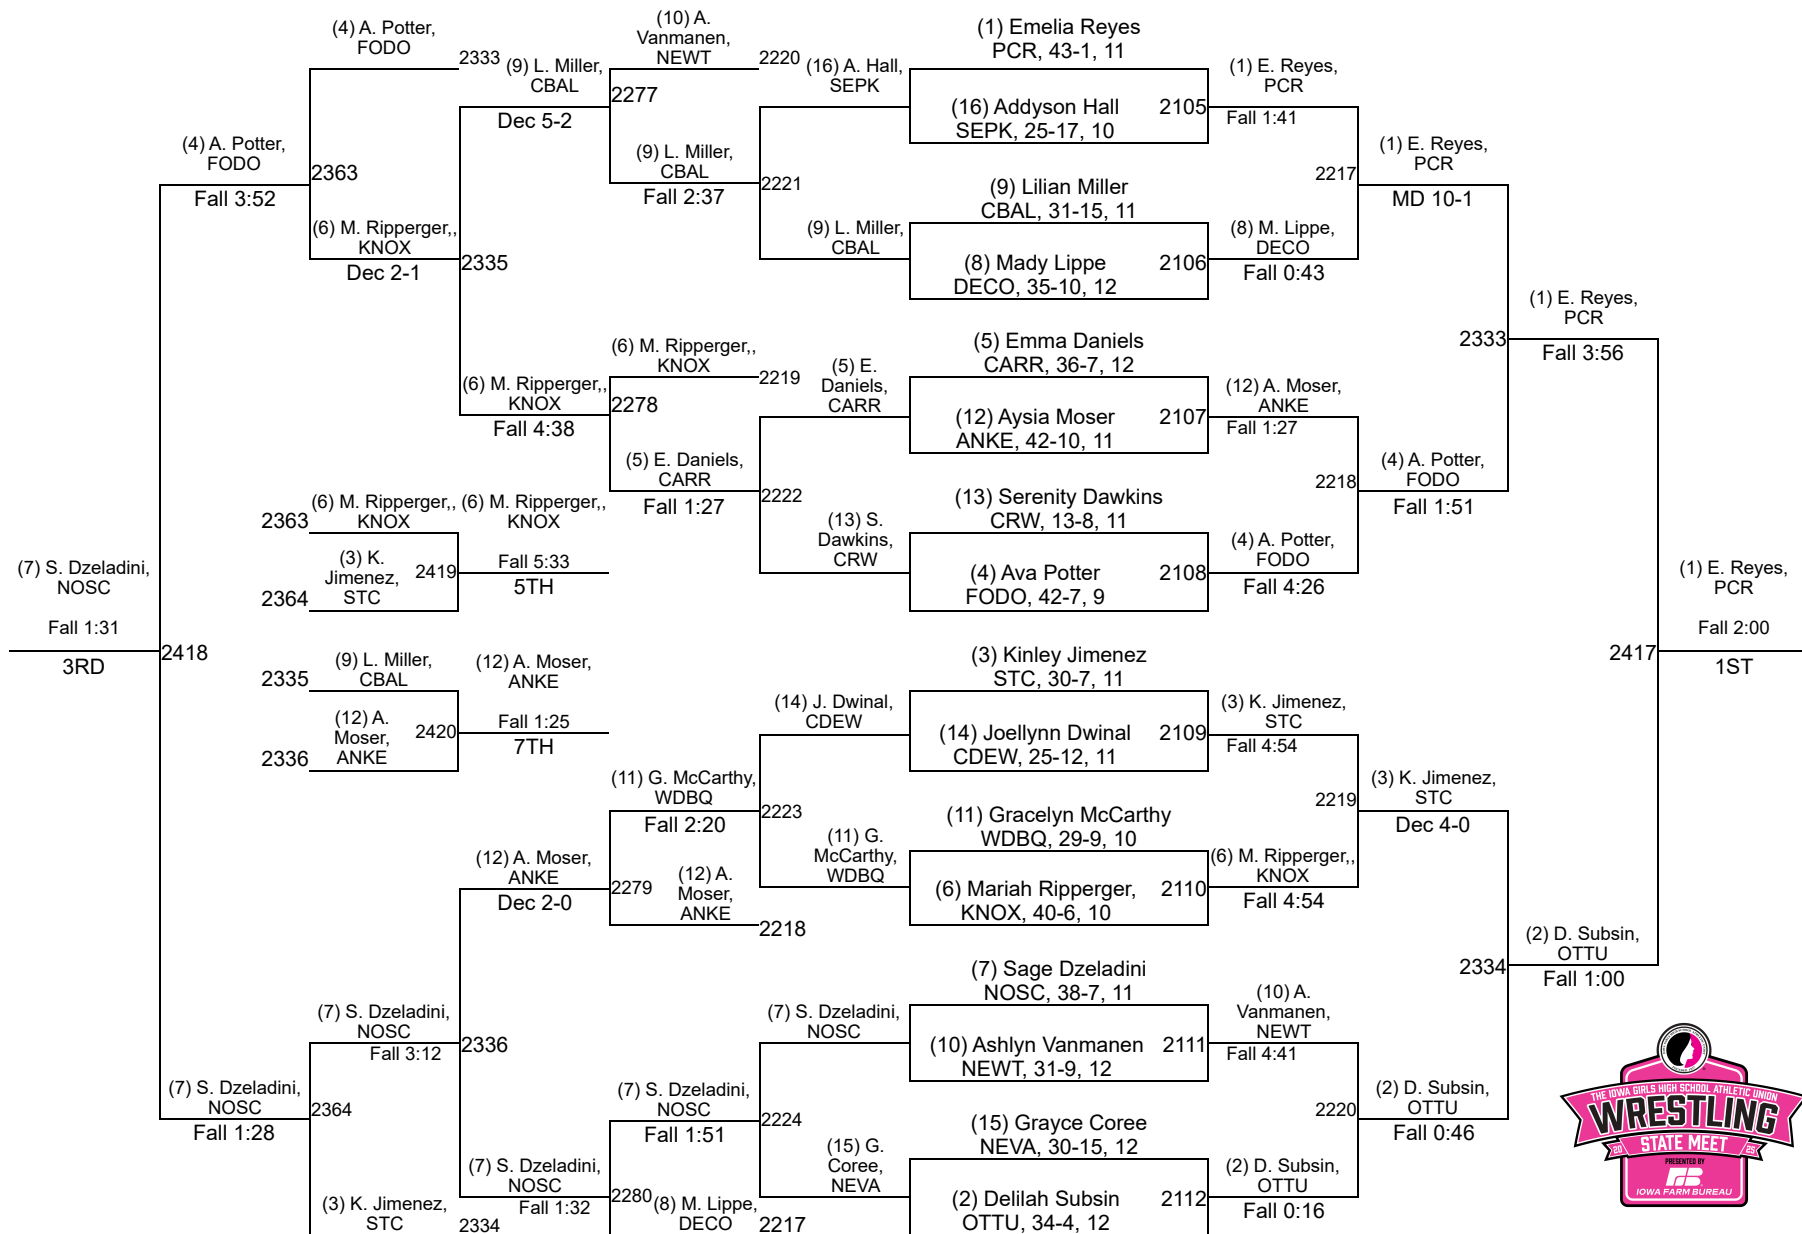 (4) A. Potter,
FODO
2333
(9) L. Miller,
CBAL
Dec 5-2
(10) A.
Vanmanen,
NEWT
2220
2277
(16) A. Hall,
SEPK
(1) Emelia Reyes
PCR, 43-1, 11
(16) Addyson Hall
SEPK, 25-17, 10
2105
(1) E. Reyes,
PCR
Fall 1:41
(4) A. Potter,
FODO
Fall 3:52
2363
(9) L. Miller,
CBAL
Fall 2:37
2221
(9) Lilian Miller
CBAL, 31-15, 11
2217
(1) E. Reyes,
PCR
MD 10-1
(6) M. Ripperger,,
KNOX
Dec 2-1
2335
(9) L. Miller,
CBAL
(8) Mady Lippe
DECO, 35-10, 12
2106
(8) M. Lippe,
DECO
Fall 0:43
(1) E. Reyes,
PCR
Fall 3:56
2333
(6) M. Ripperger,,
KNOX
2219
(5) Emma Daniels
CARR, 36-7, 12
(6) M. Ripperger,,
KNOX
Fall 4:38
2278
(5) E.
Daniels,
CARR
(12) Aysia Moser
ANKE, 42-10, 11
2107
(12) A. Moser,
ANKE
Fall 1:27
(5) E. Daniels,
CARR
Fall 1:27
2222
(13) Serenity Dawkins
CRW, 13-8, 11
2218
(4) A. Potter,
FODO
Fall 1:51
2363
(6) M. Ripperger,,
KNOX
(6) M. Ripperger,,
KNOX
Fall 5:33
5TH
(3) K.
Jimenez,
STC
2419
2364
(13) S.
Dawkins,
CRW
(4) Ava Potter
FODO, 42-7, 9
2108
(4) A. Potter,
FODO
Fall 4:26
(7) S. Dzeladini,
NOSC
Fall 1:31
3RD
2418
(1) E. Reyes,
PCR
Fall 2:00
1ST
2417
2335
(9) L. Miller,
CBAL
(12) A. Moser,
ANKE
Fall 1:25
7TH
(12) A.
Moser,
ANKE
2420
2336
(14) J. Dwinal,
CDEW
(3) Kinley Jimenez
STC, 30-7, 11
(14) Joellynn Dwinal
CDEW, 25-12, 11
2109
(3) K. Jimenez,
STC
Fall 4:54
(11) G. McCarthy,
WDBQ
Fall 2:20
2223
(11) Gracelyn McCarthy
WDBQ, 29-9, 10
2219
(3) K. Jimenez,
STC
Dec 4-0
(12) A. Moser,
ANKE
Dec 2-0
2279
(12) A.
Moser,
ANKE
2218
(11) G.
McCarthy,
WDBQ
(6) Mariah Ripperger,
KNOX, 40-6, 10
2110
(6) M. Ripperger,,
KNOX
Fall 4:54
2334
(2) D. Subsin,
OTTU
Fall 1:00
(7) S. Dzeladini,
NOSC
Fall 3:12
2336
(7) S. Dzeladini,
NOSC
(7) Sage Dzeladini
NOSC, 38-7, 11
(10) Ashlyn Vanmanen
NEWT, 31-9, 12
2111
(10) A.
Vanmanen,
NEWT
Fall 4:41
(7) S. Dzeladini,
NOSC
Fall 1:28
2364
(7) S. Dzeladini,
NOSC
Fall 1:51
2224
(15) Grayce Coree
NEVA, 30-15, 12
2220
(2) D. Subsin,
OTTU
Fall 0:46
(3) K. Jimenez,
STC
2334
(7) S. Dzeladini,
NOSC
Fall 1:32
2280
(8) M. Lippe,
DECO
2217
(15) G.
Coree,
NEVA
(2) Delilah Subsin
OTTU, 34-4, 12
2112
(2) D. Subsin,
OTTU
Fall 0:16
THE IOWA GIRLS HIGH SCHOOL ATHLETIC UNION
WRESTLING
20 STATE MEET 25
PRESENTED BY
FB
IOWA FARM BUREAU